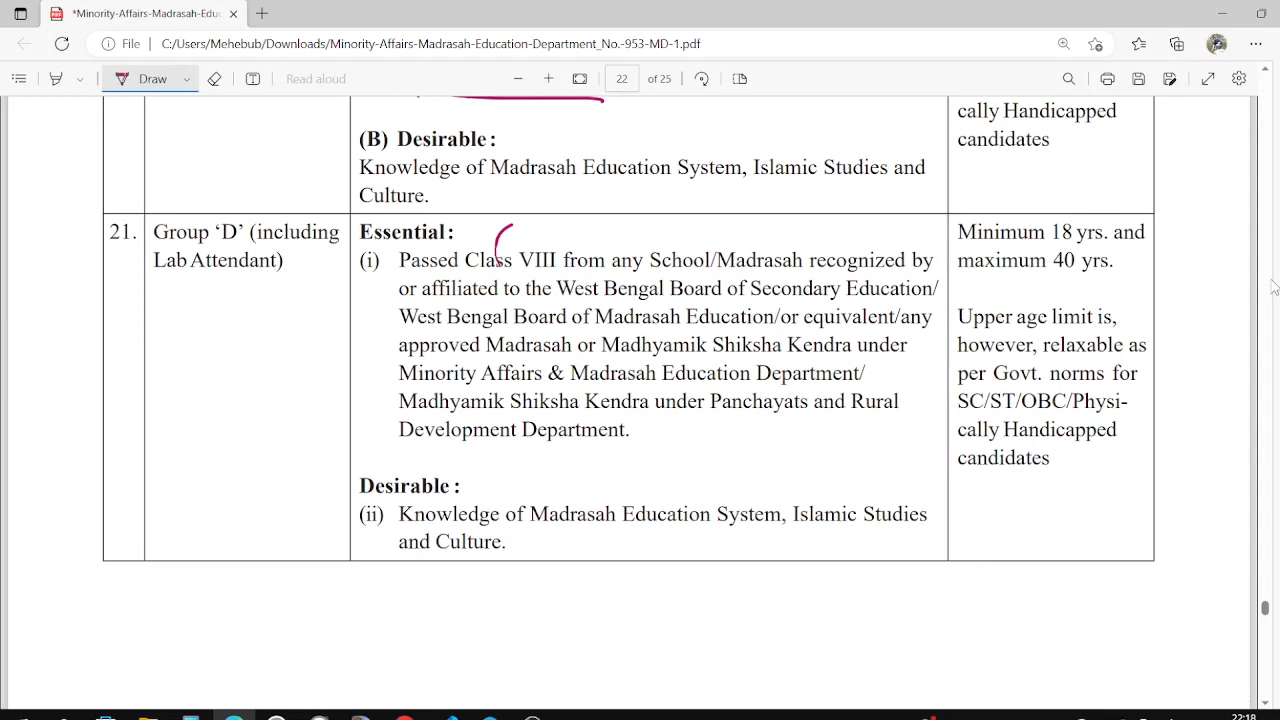 *Minority-Affairs-Madrasah-Edu
File
C:/Users/Mehebub/Downloads/Minority-Affairs-Madrasah-Education-Department_No.-953-MD-1.pdf
Draw
Read aloud
22
of 25
cally Handicapped
candidates
(B) Desirable :
Knowledge of Madrasah Education System, Islamic Studies and
Culture.
21.
Group ‘D’ (including
Lab Attendant)
Essential :
(i) Passed Class VIII from any School/Madrasah recognized by
or affiliated to the West Bengal Board of Secondary Education/
West Bengal Board of Madrasah Education/or equivalent/any
approved Madrasah or Madhyamik Shiksha Kendra under
Minority Affairs & Madrasah Education Department/
Madhyamik Shiksha Kendra under Panchayats and Rural
Development Department.
Desirable :
(ii) Knowledge of Madrasah Education System, Islamic Studies
and Culture.
Minimum 18 yrs. and
maximum 40 yrs.
Upper age limit is,
however, relaxable as
per Govt. norms for
SC/ST/OBC/Physi-
cally Handicapped
candidates
22:18